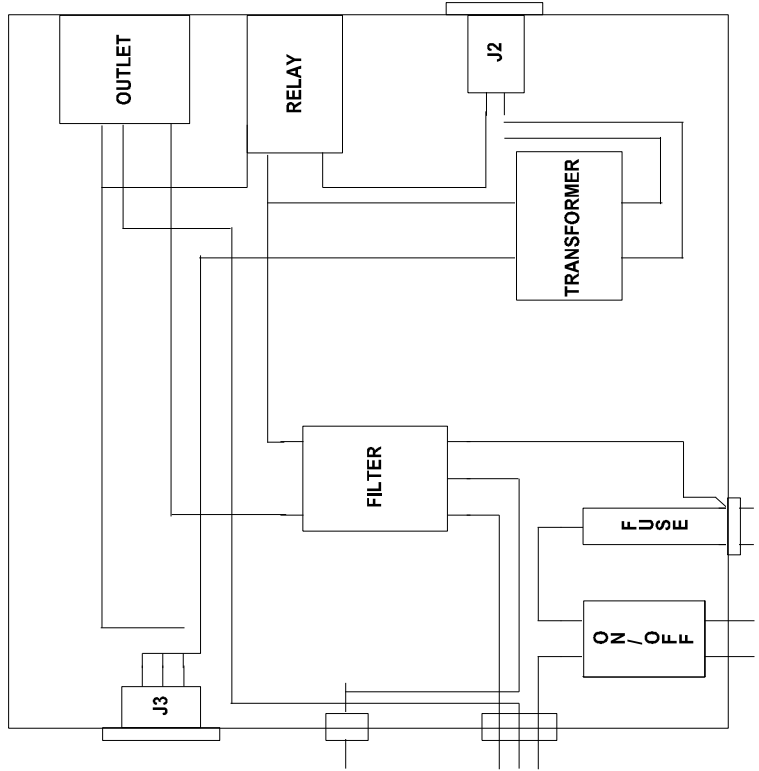 OUTLET
RELAY
J2
TRANSFORMER
FILTER
FUSE
ON/OFF
J3